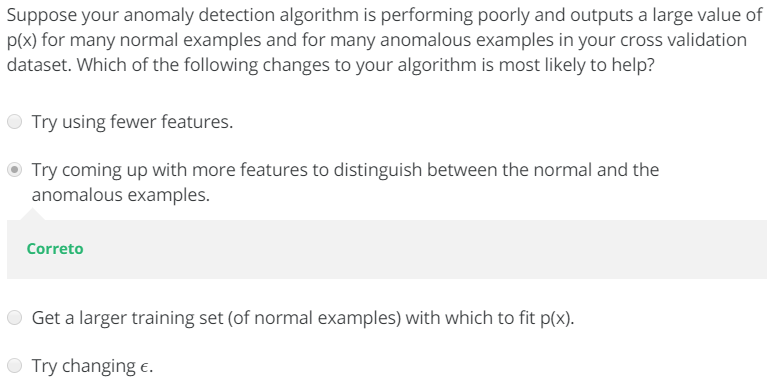 Suppose your anomaly detection algorithm is performing poorly and outputs a large value of
p(x) for many normal examples and for many anomalous examples in your cross validation
dataset. Which of the following changes to your algorithm is most likely to help?
Try using fewer features.
Try coming up with more features to distinguish between the normal and the
anomalous examples.
Correto
Get a larger training set (of normal examples) with which to fit p(x).
Try changing ϵ.